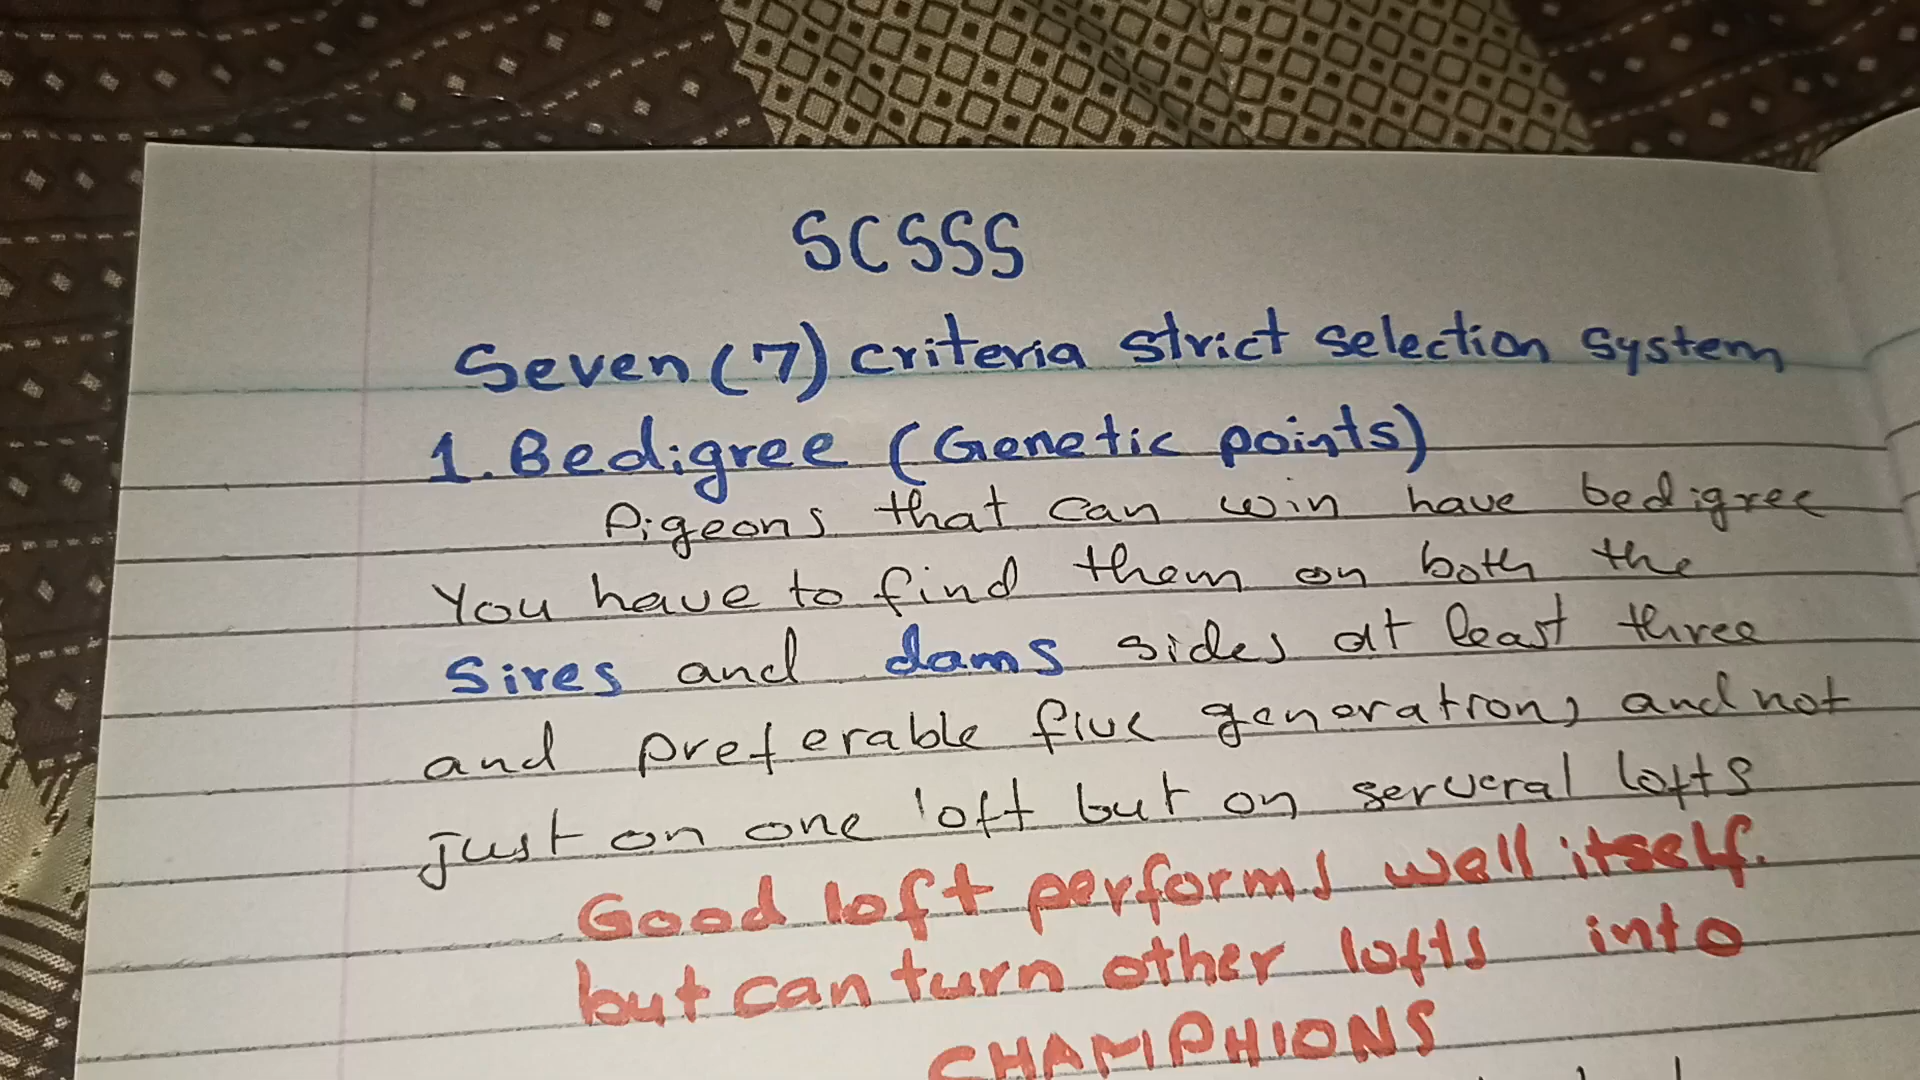 SCSSS
Seven (7) criteria strict selection system
1. Bedigree (Genetic points)
Pigeons that can win have bedigree
You have to find them on both the
Sires and dams sides at least three
and preferable five generations, and not
just on one loft but on serveral lofts
Good loft performs well itself.
but can turn other lofts into
CHAMPHIONS